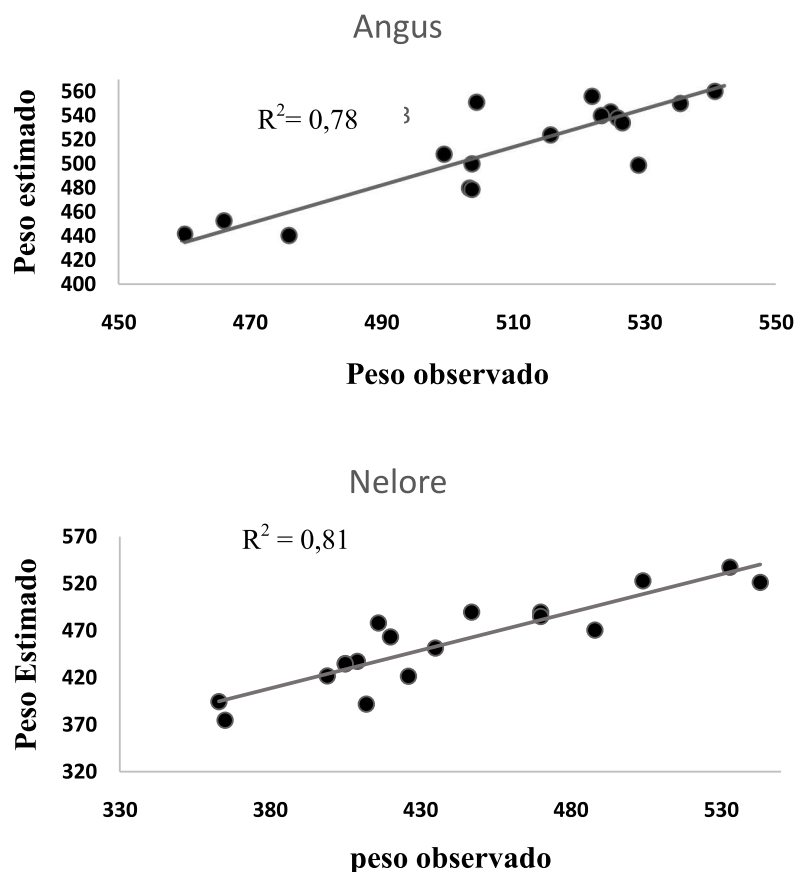 Angus
R²= 0,78
Peso estimado
560
540
520
500
480
460
440
420
400
450 470 490 510 530 550
Peso observado
Nelore
R² = 0,81
Peso Estimado
570
520
470
420
370
320
330 380 430 480 530
peso observado